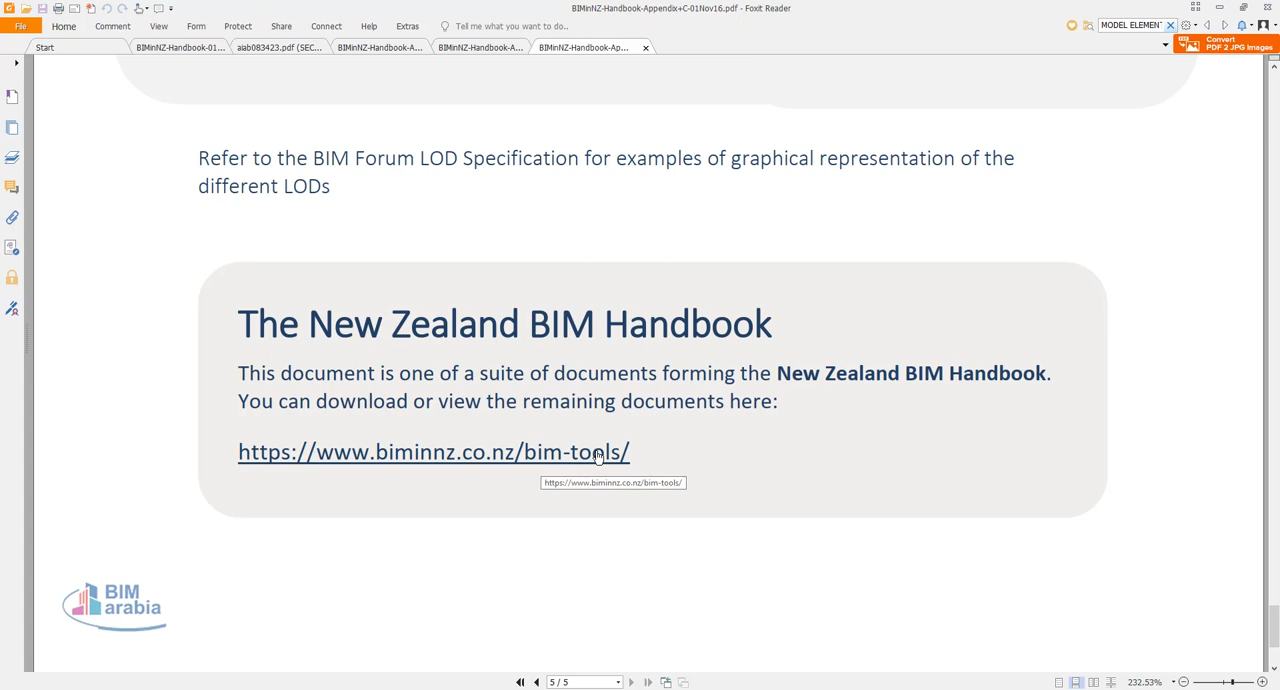 BIMinNZ-Handbook-Appendix+C-01Nov16.pdf - Foxit Reader
File Home Comment View Form Protect Share Connect Help Extras Tell me what you want to do.. MODEL ELEMEN
Start BIMinNZ-Handbook-01... aiab083423.pdf (SEC... BIMinNZ-Handbook-A... BIMinNZ-Handbook-A... BIMinNZ-Handbook-Ap...
Convert
PDF 2 JPG Images
Refer to the BIM Forum LOD Specification for examples of graphical representation of the
different LODs
The New Zealand BIM Handbook
This document is one of a suite of documents forming the New Zealand BIM Handbook.
You can download or view the remaining documents here:
https://www.biminnz.co.nz/bim-tools/
https://www.biminnz.co.nz/bim-tools/
BIM
arabia
5 / 5
232.53%